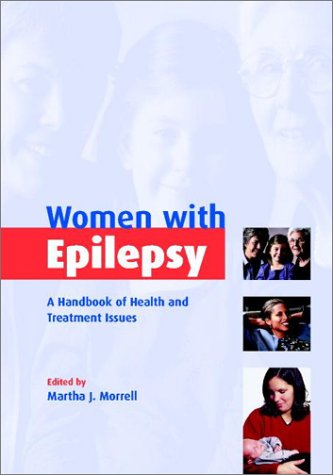 Women with
Epilepsy
A Handbook of Health and
Treatment Issues
Edited by
Martha J. Morrell